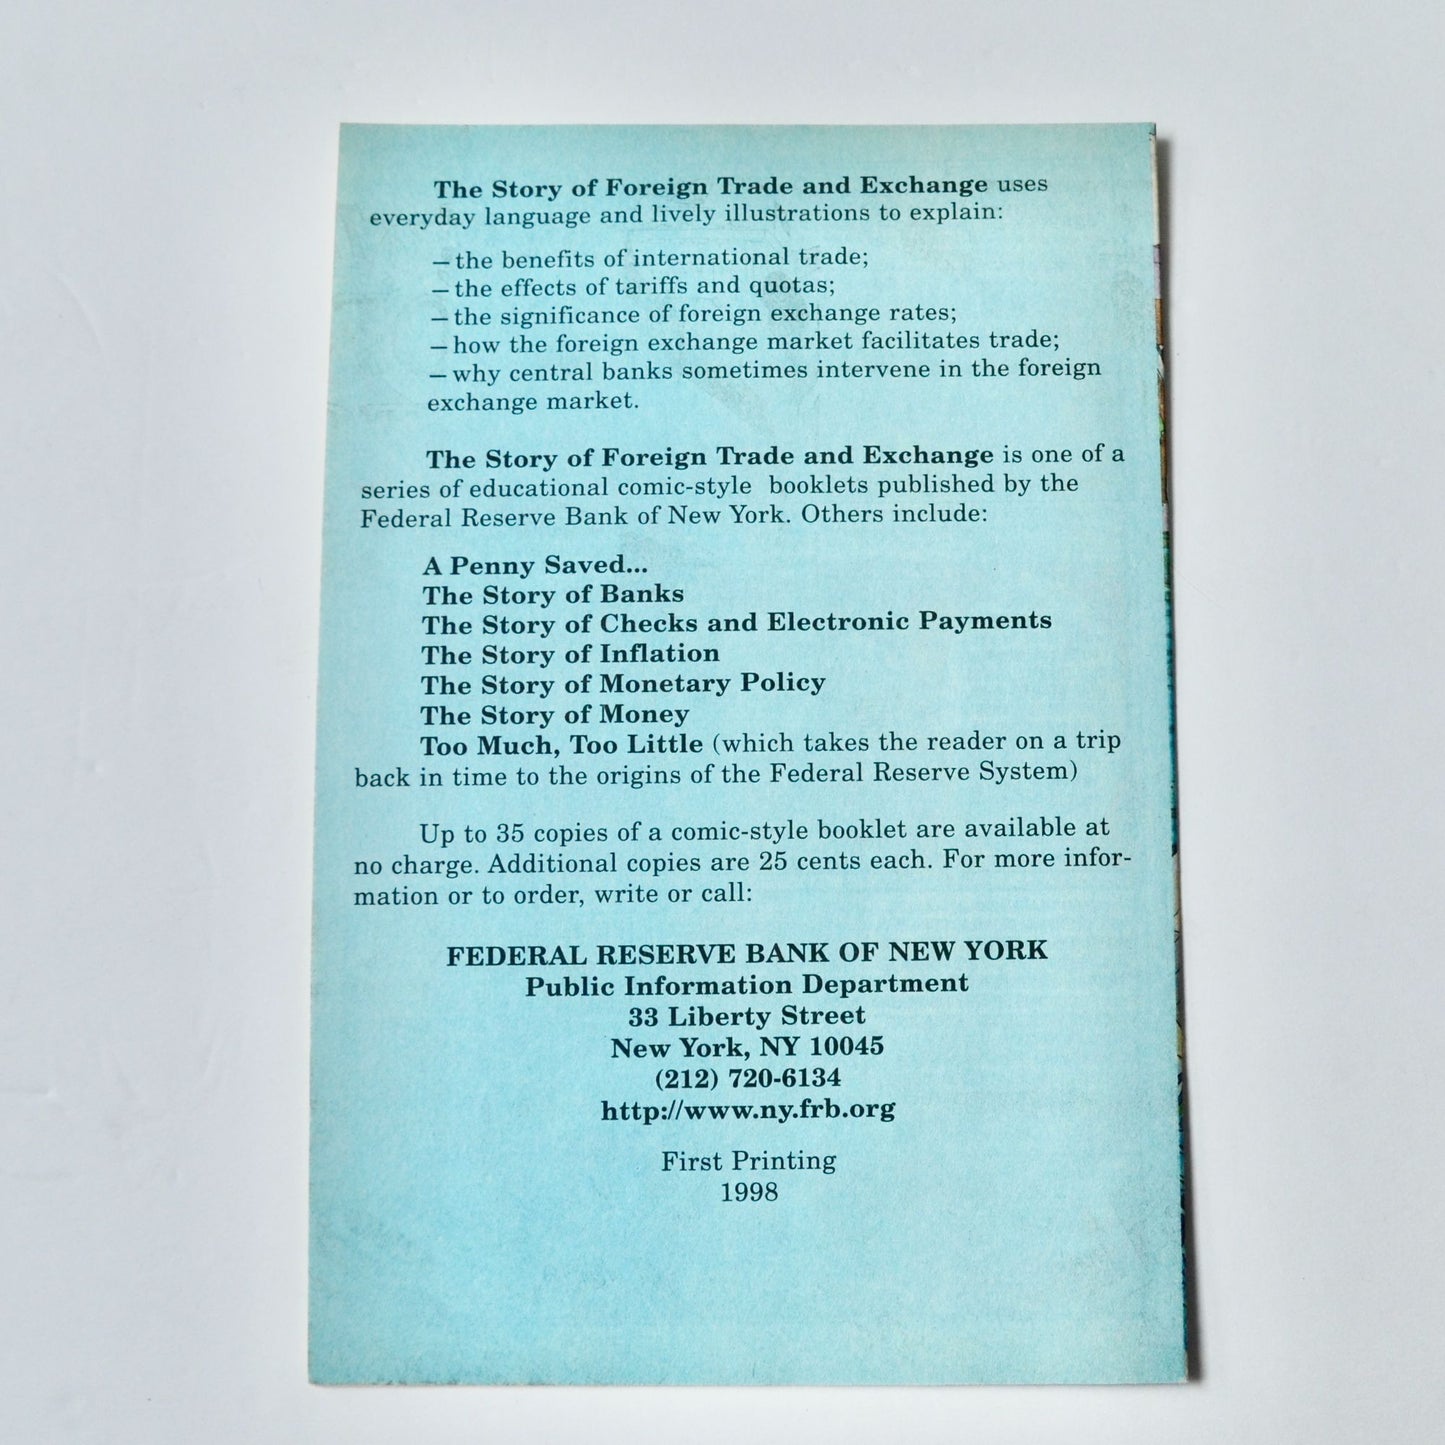 The Story of Foreign Trade and Exchange uses
everyday language and lively illustrations to explain:
—the benefits of international trade;
—the effects of tariffs and quotas;
—the significance of foreign exchange rates;
—how the foreign exchange market facilitates trade;
—why central banks sometimes intervene in the foreign
exchange market.
The Story of Foreign Trade and Exchange is one of a
series of educational comic-style booklets published by the
Federal Reserve Bank of New York. Others include:
A Penny Saved...
The Story of Banks
The Story of Checks and Electronic Payments
The Story of Inflation
The Story of Monetary Policy
The Story of Money
Too Much, Too Little (which takes the reader on a trip
back in time to the origins of the Federal Reserve System)
Up to 35 copies of a comic-style booklet are available at
no charge. Additional copies are 25 cents each. For more infor-
mation or to order, write or call:
FEDERAL RESERVE BANK OF NEW YORK
Public Information Department
33 Liberty Street
New York, NY 10045
(212) 720-6134
http://www.ny.frb.org
First Printing
1998